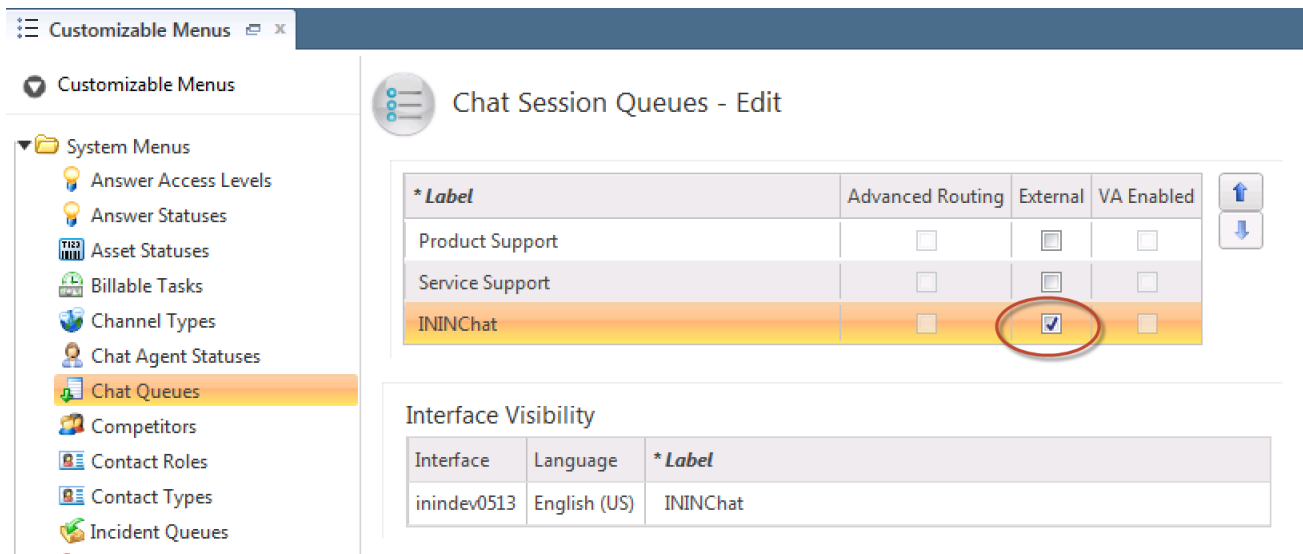 Customizable Menus
Customizable Menus
System Menus
Answer Access Levels
Answer Statuses
Asset Statuses
Billable Tasks
Channel Types
Chat Agent Statuses
Chat Queues
Competitors
Contact Roles
Contact Types
Incident Queues
Chat Session Queues - Edit
* Label Advanced Routing External VA Enabled
Product Support
Service Support
ININChat
Interface Visibility
Interface Language * Label
inindev0513 English (US) ININChat